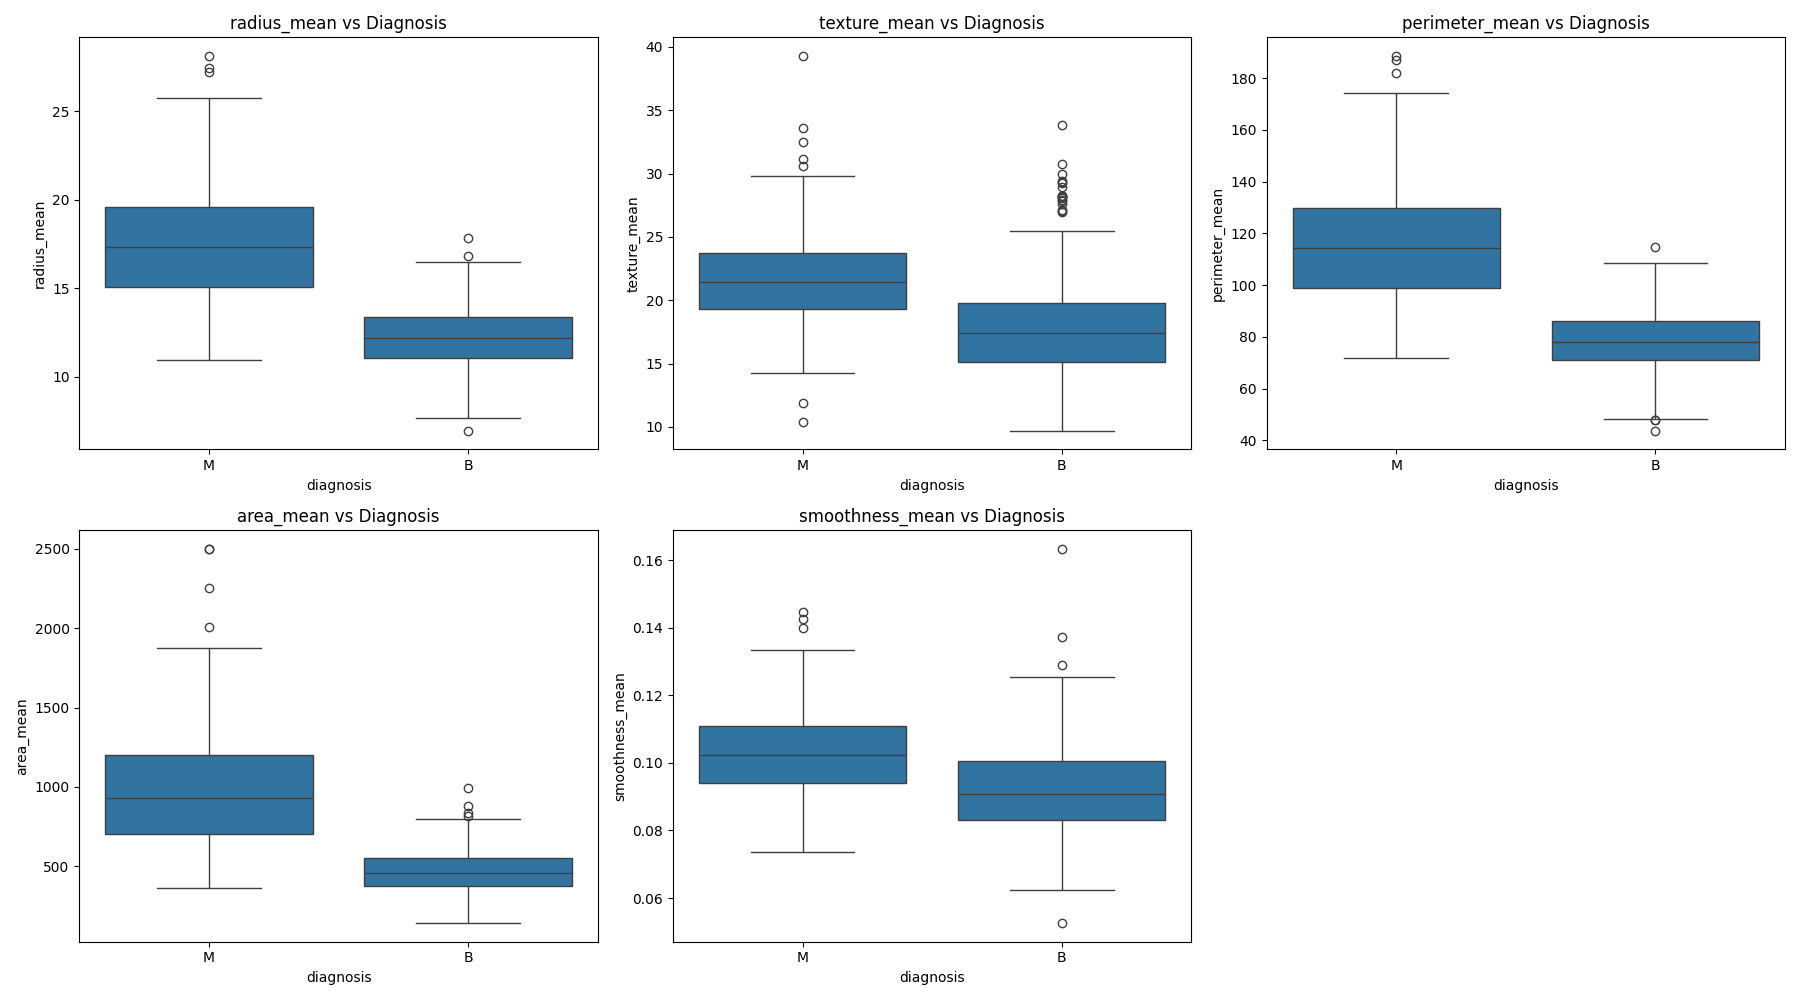 radius_mean vs Diagnosis
25
20
15
10
radius_mean
M B
diagnosis
texture_mean vs Diagnosis
40
35
30
25
20
15
10
texture_mean
M B
diagnosis
perimeter_mean vs Diagnosis
180
160
140
120
100
80
60
40
perimeter_mean
M B
diagnosis
area_mean vs Diagnosis
2500
2000
1500
1000
500
area_mean
M B
diagnosis
smoothness_mean vs Diagnosis
0.16
0.14
0.12
0.10
0.08
0.06
smoothness_mean
M B
diagnosis